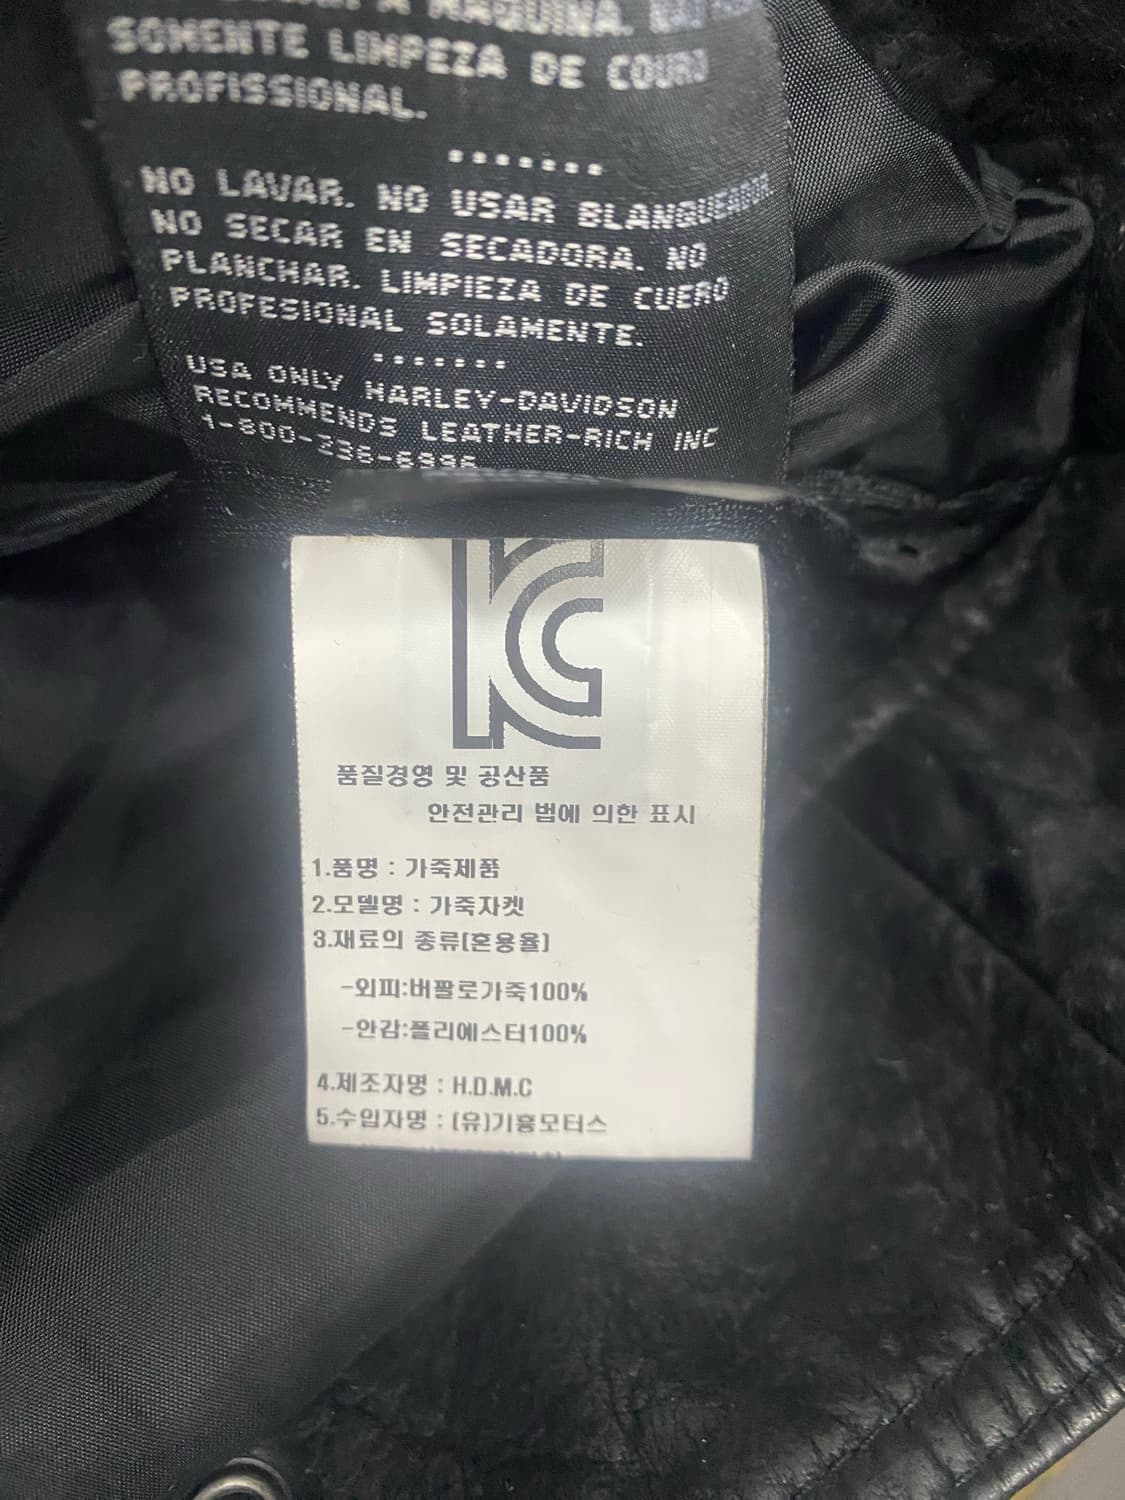 A MAQUINA.
SOMENTE LIMPEZA DE COURO
PROFISSIONAL.
.......
NO LAVAR. NO USAR BLANQUEADOR.
NO SECAR EN SECADORA. NO
PLANCHAR. LIMPIEZA DE CUERO
PROFESIONAL SOLAMENTE.
.......
USA ONLY HARLEY-DAVIDSON
RECOMMENDS LEATHER-RICH INC
1-800-336-
KC
품질경영 및 공산품
안전관리 법에 의한 표시
1.품명 : 가죽제품
2.모델명 : 가죽자켓
3.재료의 종류(혼용율)
-외피:버팔로가죽100%
-안감:폴리에스터100%
4.제조자명 : H.D.M.C
5.수입자명 : (유)기흥모터스